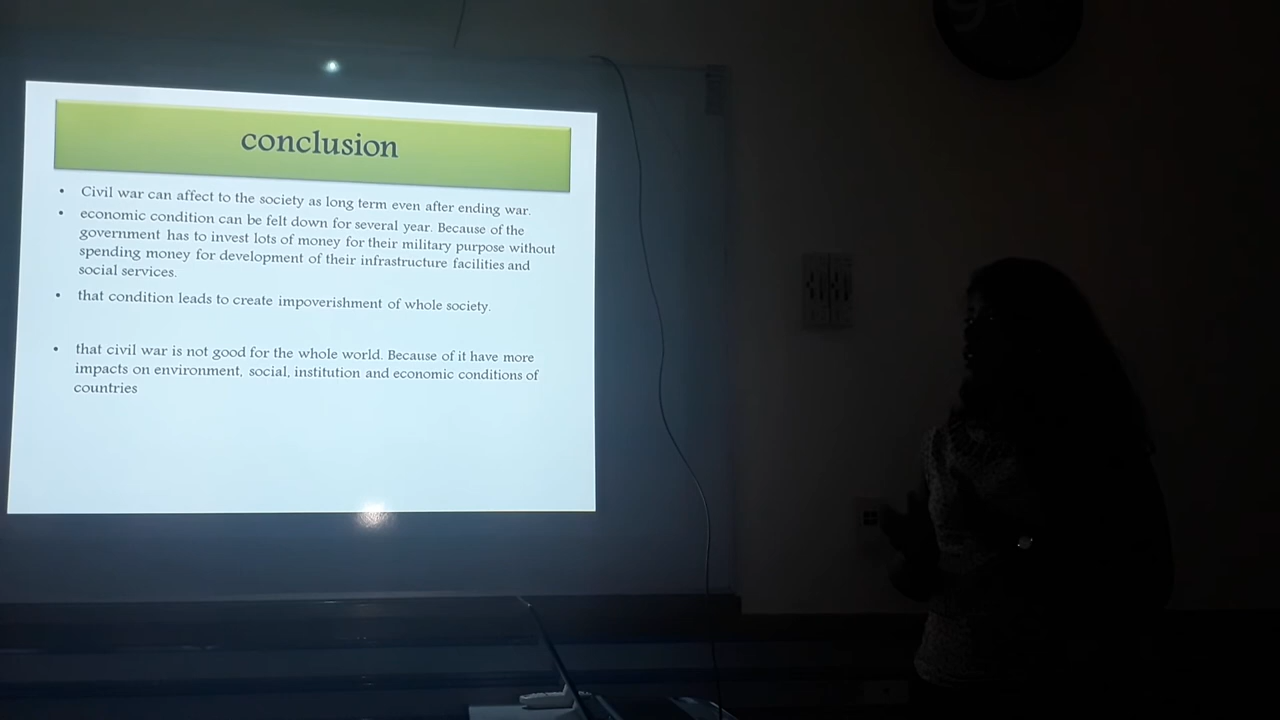 conclusion
• Civil war can affect to the society as long term even after ending war.
• economic condition can be felt down for several year. Because of the
government has to invest lots of money for their military purpose without
spending money for development of their infrastructure facilities and
social services.
• that condition leads to create impoverishment of whole society.
• that civil war is not good for the whole world. Because of it have more
impacts on environment, social, institution and economic conditions of
countries